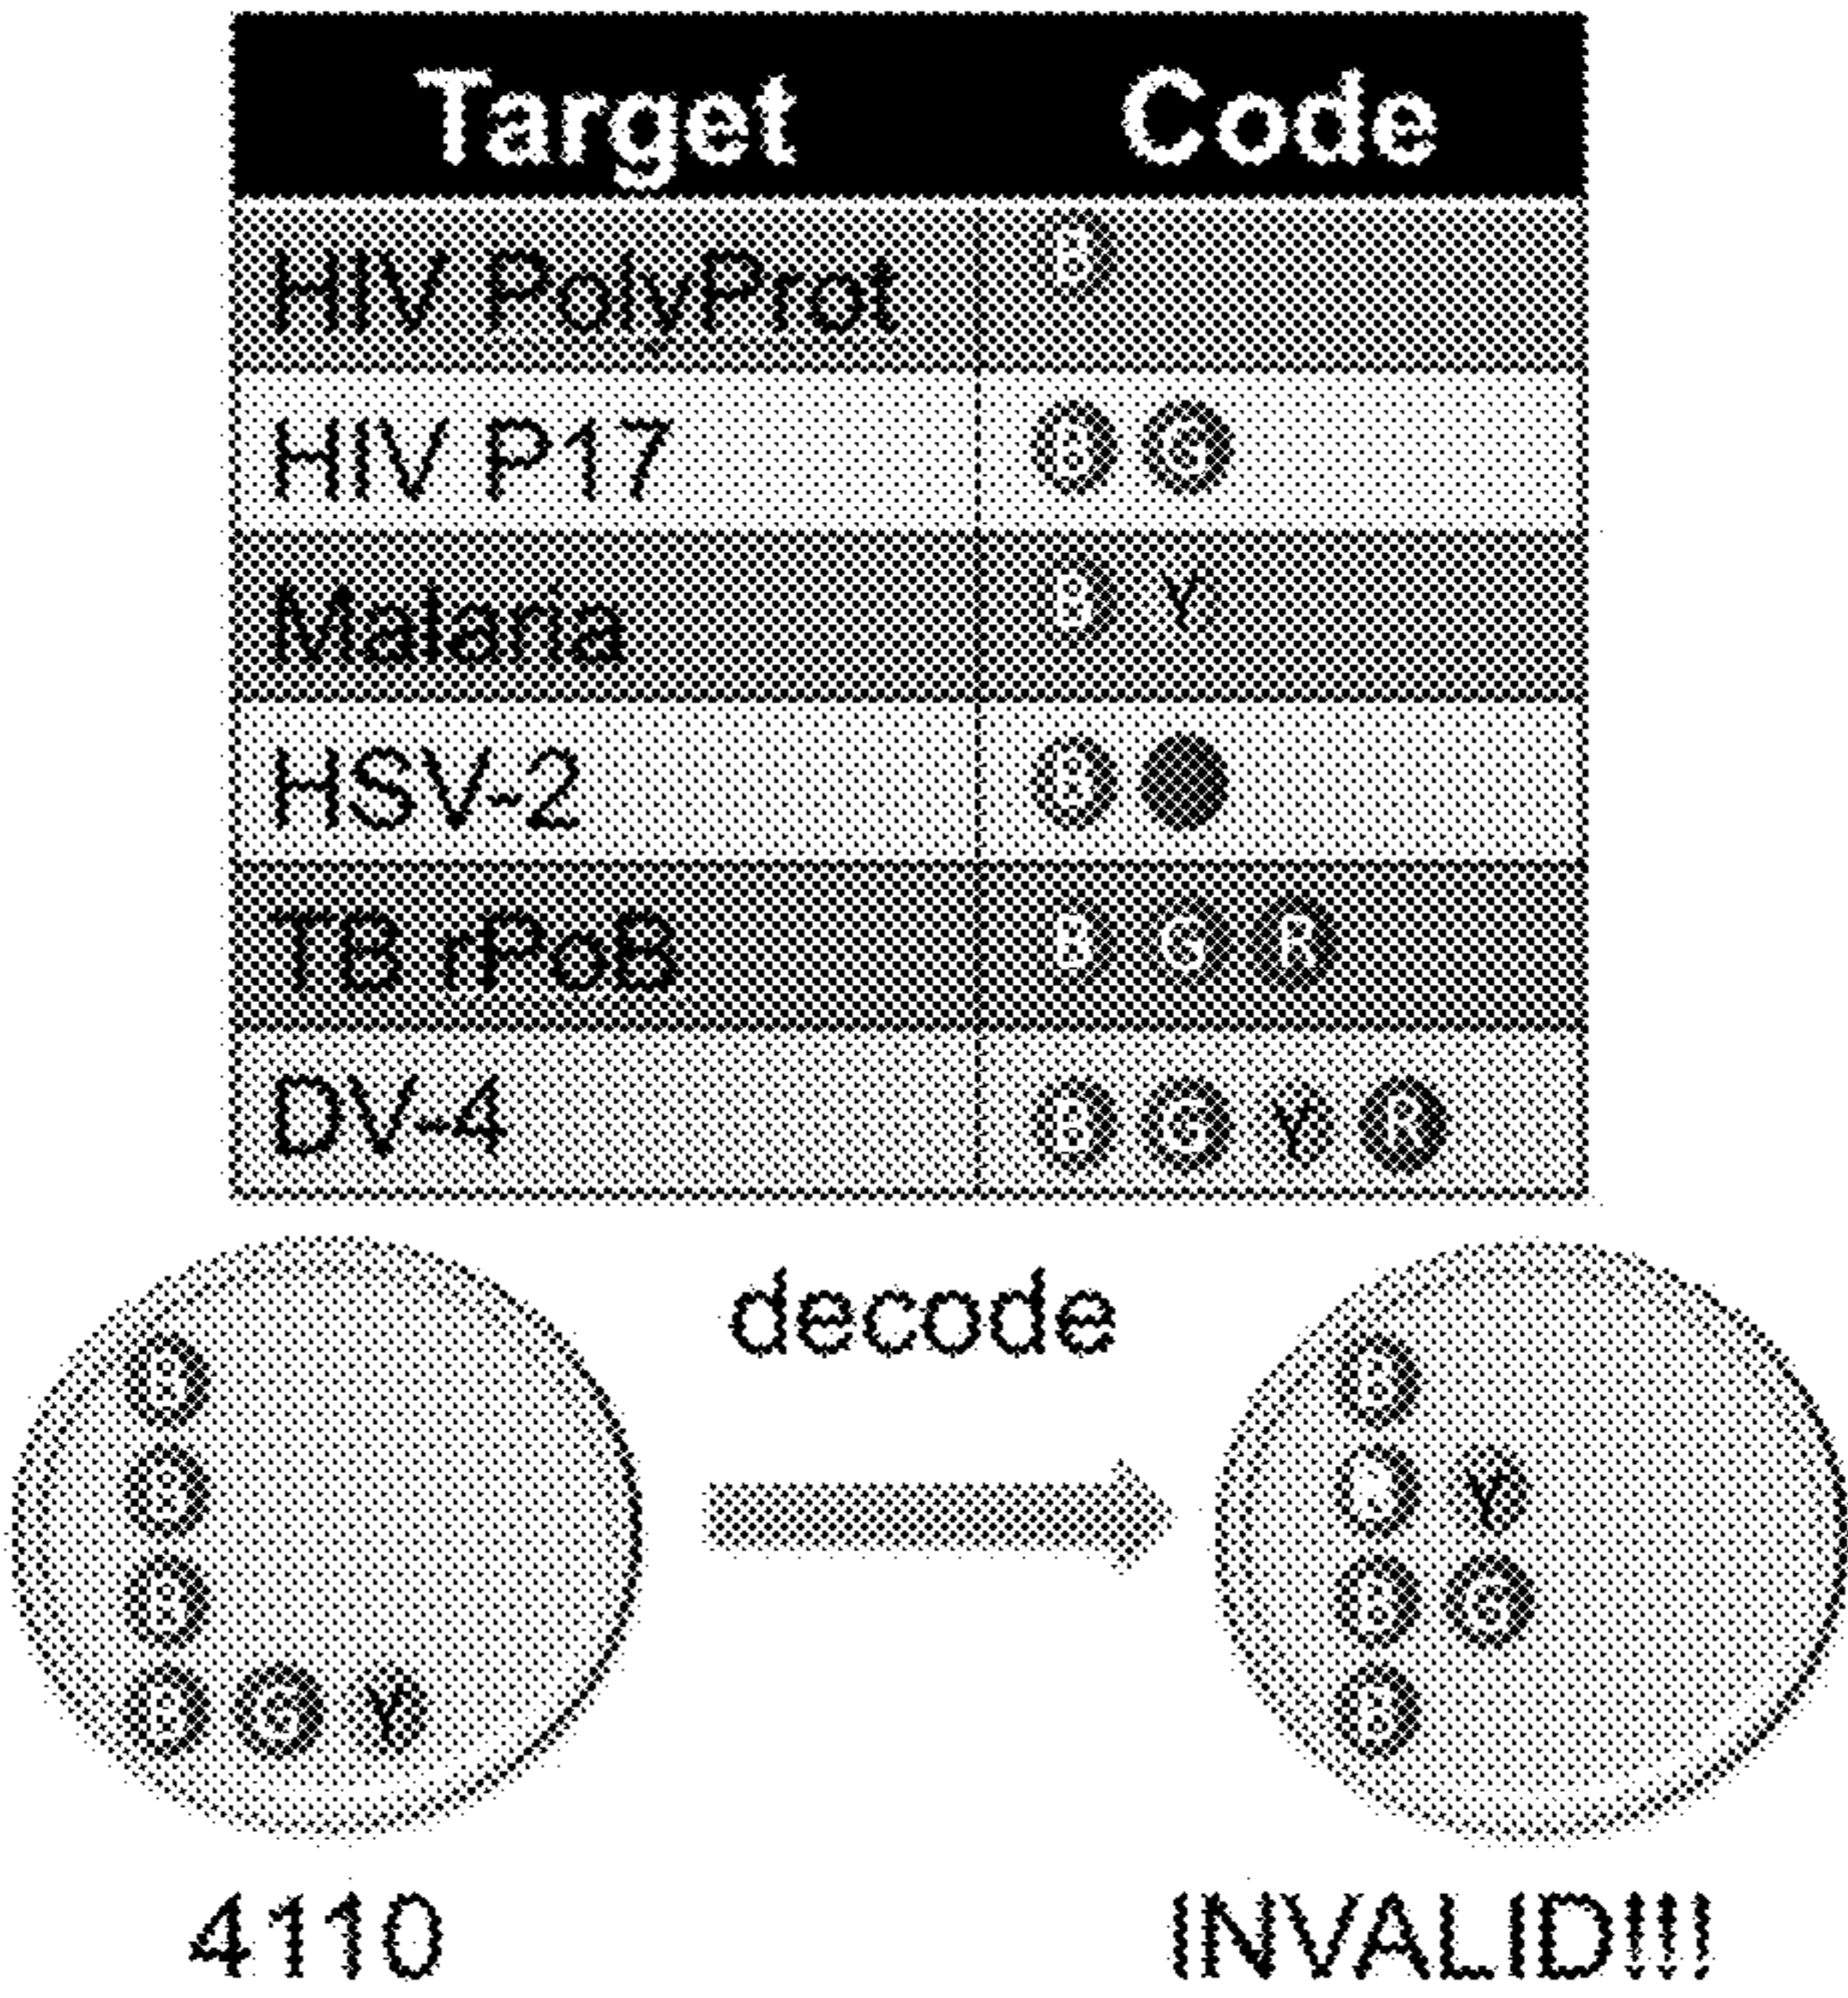 Target Code
HIV PolyProt B
HIV P17 B G
Malaria B Y
HSV-2 B
TB rPoB B G R
DV-4 B G Y R
decode
B
B
B
B G Y
B
B Y
B G
B
4110
INVALID!!!